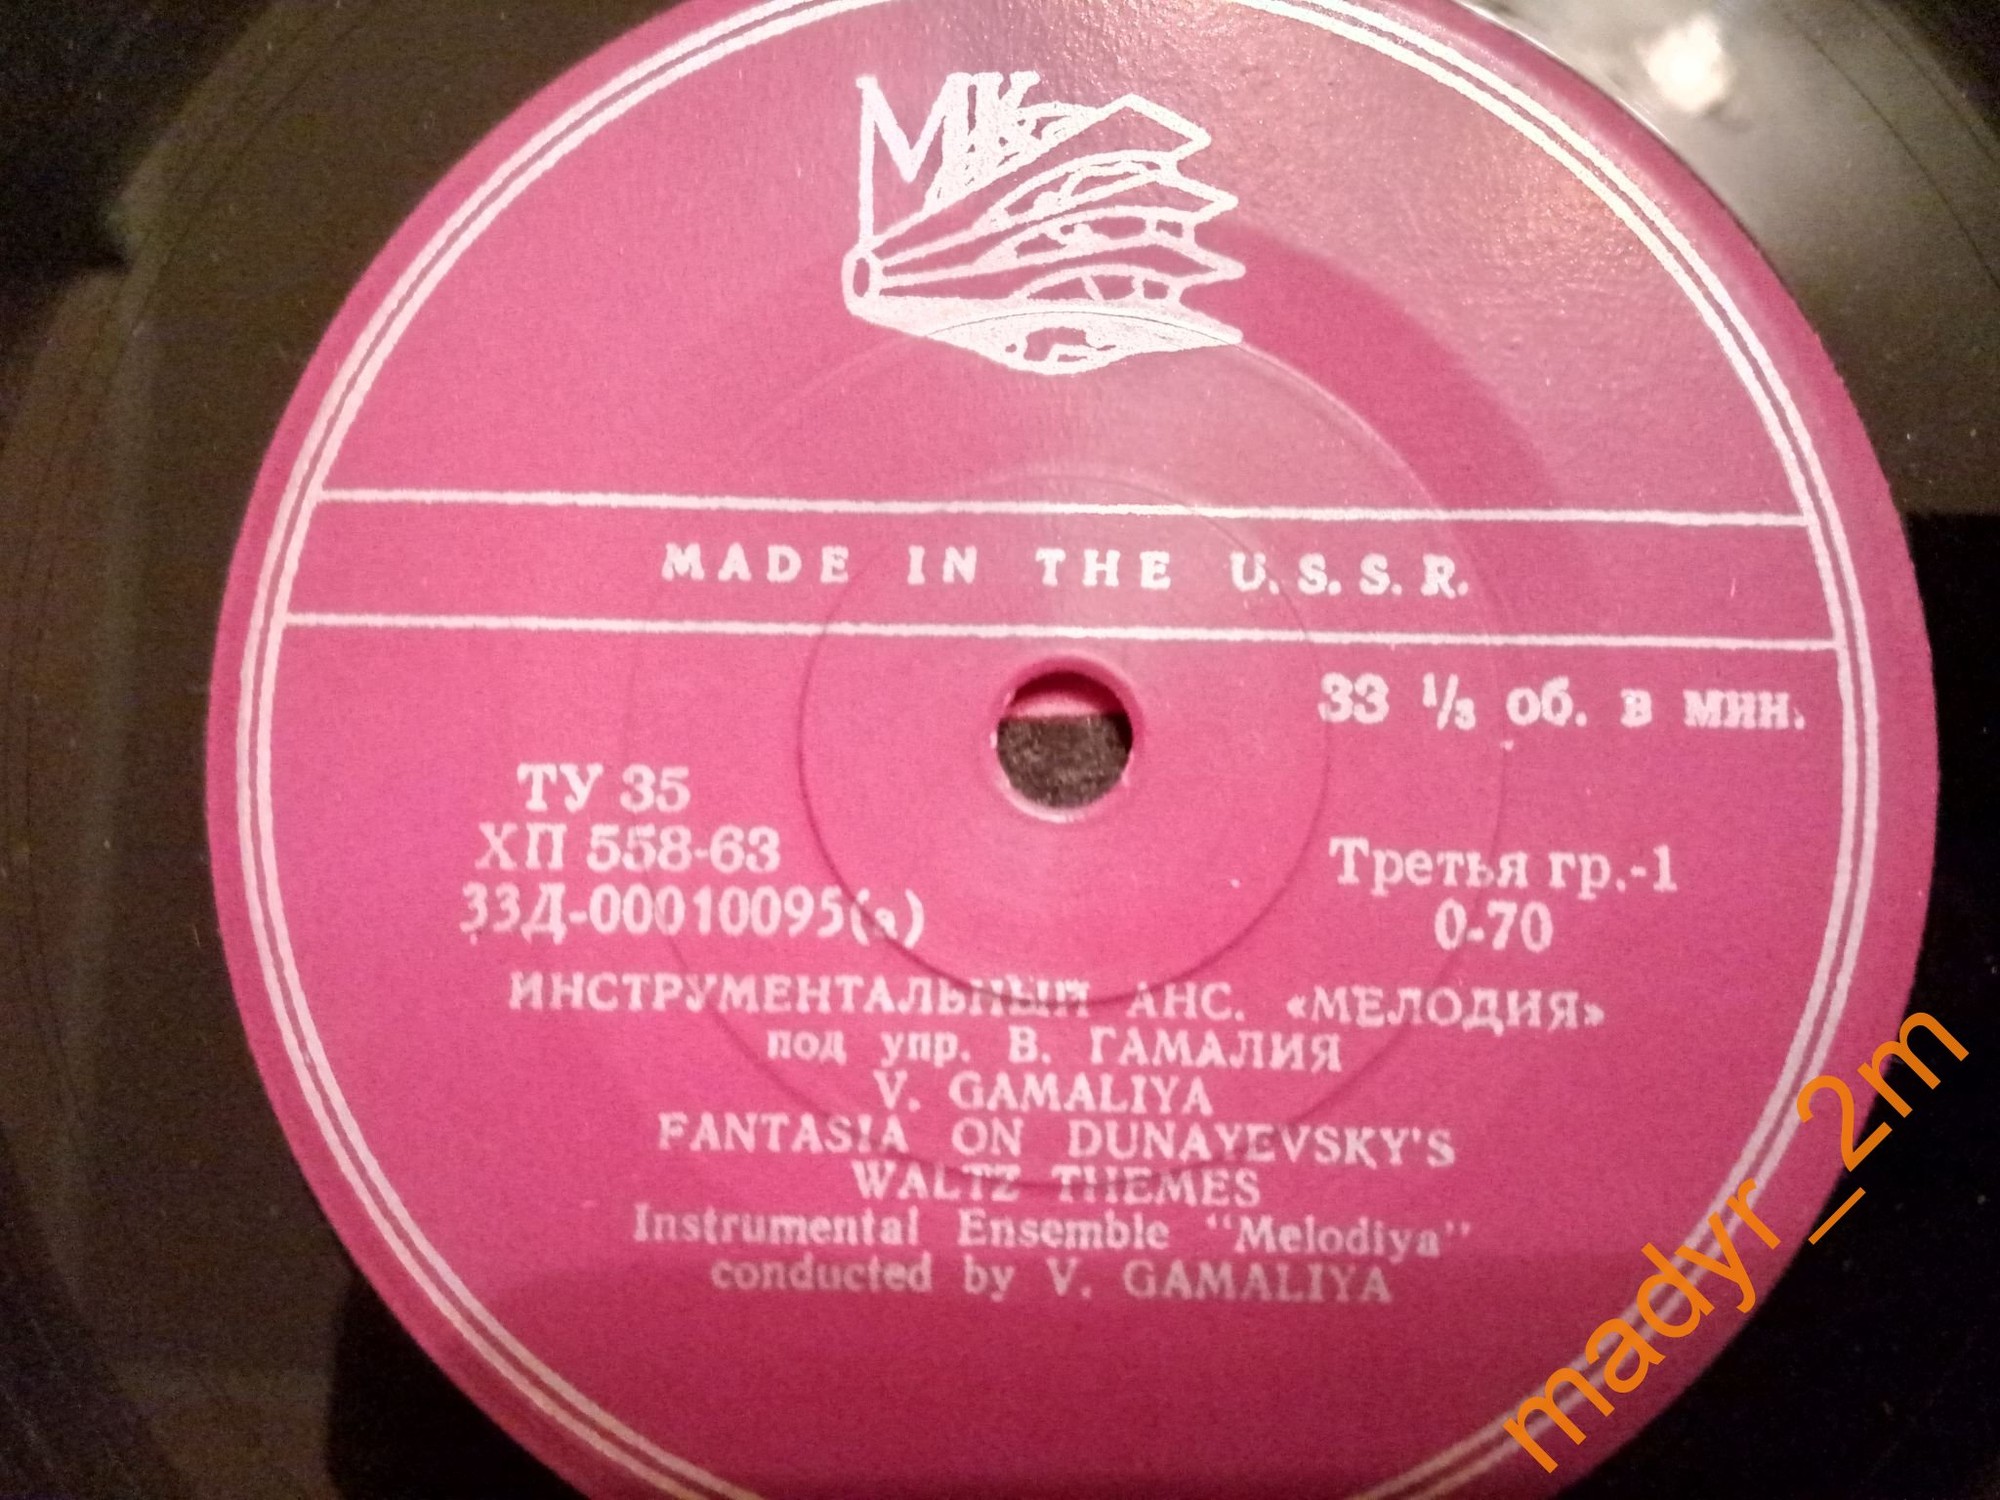 МК
MADE IN THE U.S.S.R.
33 1/3 об. в мин.
ТУ 35
ХП 558-63
33Д-00010095(а)
Третья гр.-1
0-70
ИНСТРУМЕНТАЛЬНЫЙ АНС. «МЕЛОДИЯ»
под упр. В. ГАМАЛИЯ
V. GAMALIYA
FANTASIA ON DUNAYEVSKY'S
WALTZ THEMES
Instrumental Ensemble "Melodiya"
conducted by V. GAMALIYA
madyr_2m